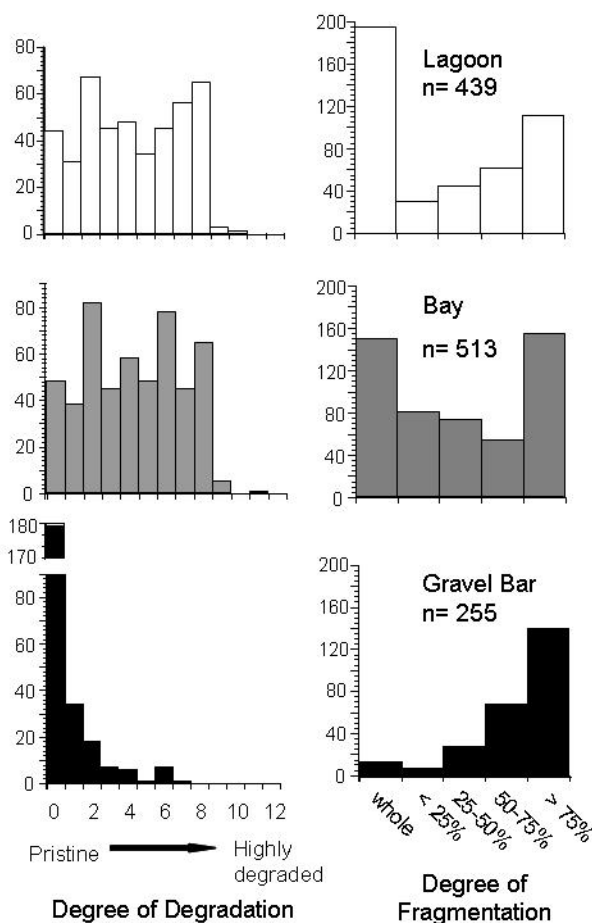 80
60
40
20
0
200
160
120
80
40
0
Lagoon
n= 439
80
60
40
20
0
200
160
120
80
40
0
Bay
n= 513
180
170
80
60
40
20
0
0 2 4 6 8 10 12
Pristine
Highly
degraded
Degree of Degradation
200
160
120
80
40
0
Gravel Bar
n= 255
whole
< 25%
25-50%
50-75%
> 75%
Degree of
Fragmentation